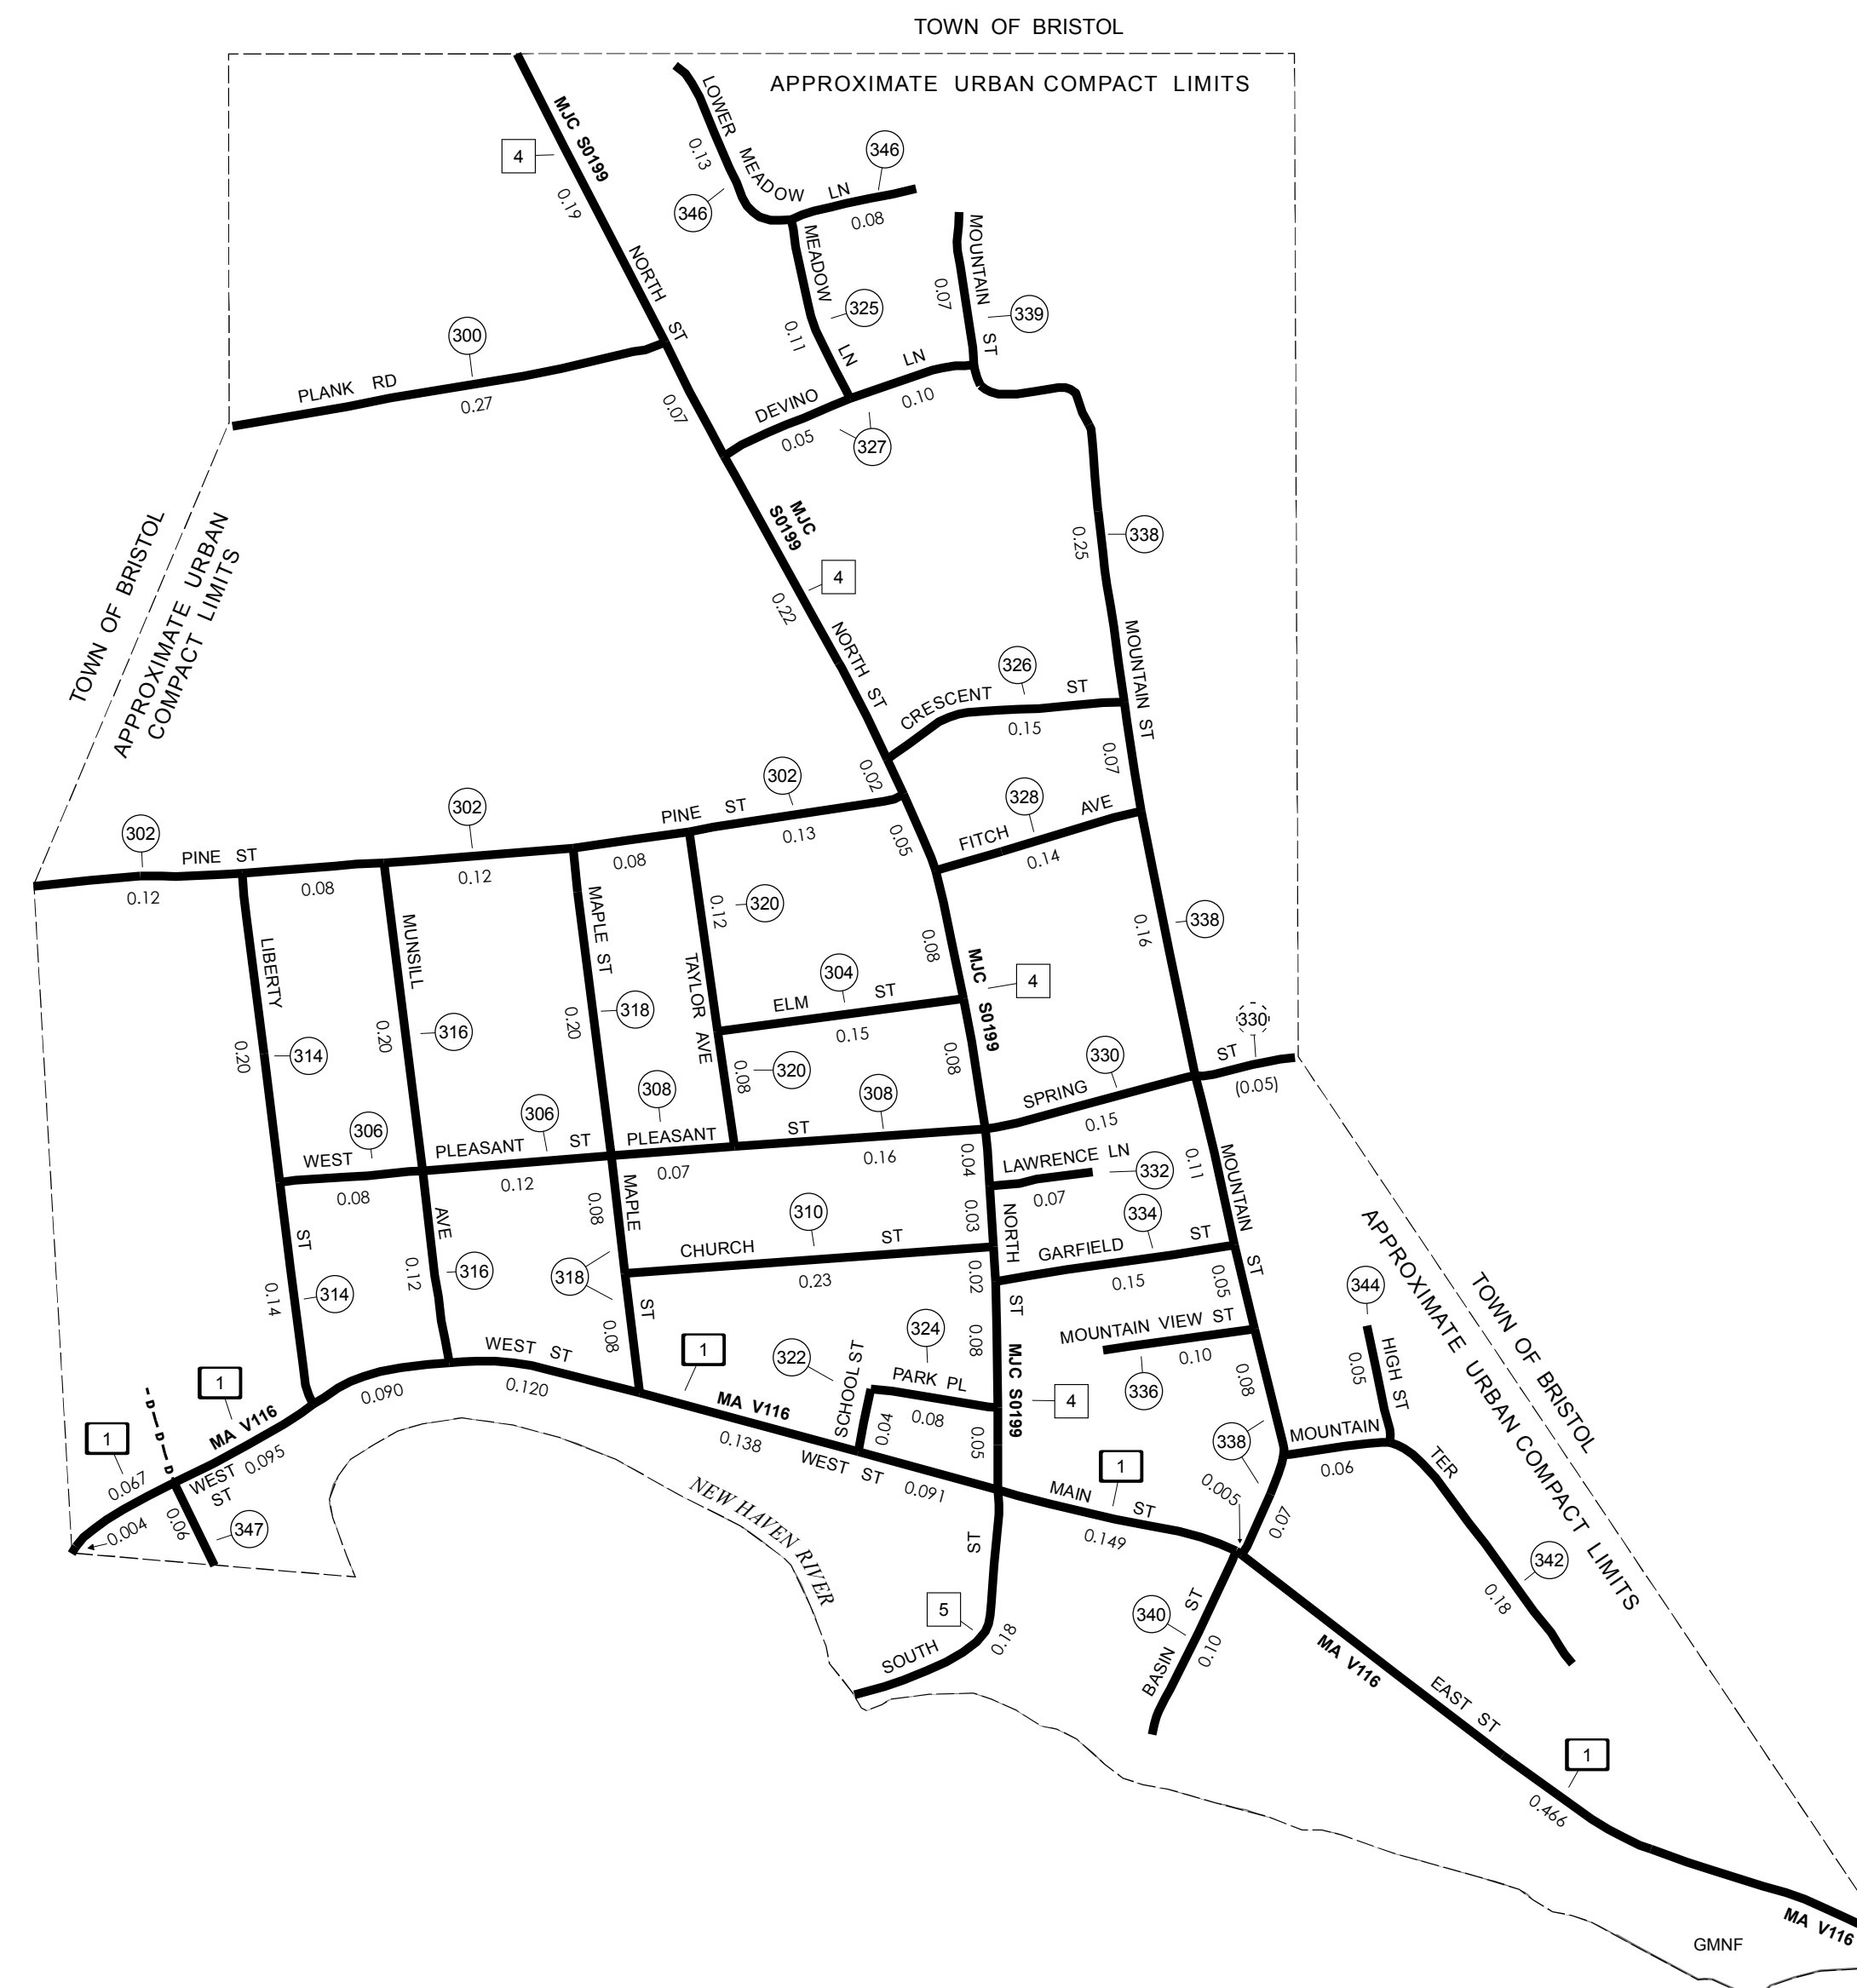 TOWN OF BRISTOL
APPROXIMATE URBAN COMPACT LIMITS
MJC S0199
4
0.19
NORTH ST
LOWER MEADOW LN
0.13
346
346
0.08
MEADOW LN
325
0.11
MOUNTAIN ST
0.07
339
300
PLANK RD
0.27
0.07
DEVINO LN
0.05
0.10
327
MJC
S0199
4
0.22
NORTH ST
0.25
338
MOUNTAIN ST
TOWN OF BRISTOL
APPROXIMATE URBAN
COMPACT LIMITS
326
CRESCENT ST
0.15
0.07
0.02
328
FITCH AVE
0.14
0.05
302
302
302
PINE ST
PINE ST
0.12
0.08
0.12
0.08
0.13
LIBERTY
MUNSILL
MAPLE ST
TAYLOR AVE
0.12
320
0.08
MJC S0199
4
0.16
338
304
ELM ST
0.15
0.20
314
0.20
316
0.20
318
0.08
320
0.08
330
330
SPRING ST
0.15
(0.05)
306
306
308
308
WEST PLEASANT ST
PLEASANT ST
0.08
0.12
0.07
0.16
0.04
LAWRENCE LN
332
0.07
0.11
MOUNTAIN ST
ST
AVE
MAPLE ST
0.08
310
CHURCH ST
0.23
0.03
NORTH ST
334
GARFIELD ST
0.15
0.02
0.05
0.14
314
0.12
316
318
0.08
MOUNTAIN VIEW ST
0.10
336
0.08
344
HIGH ST
0.05
APPROXIMATE URBAN COMPACT LIMITS
TOWN OF BRISTOL
WEST ST
1
322
SCHOOL ST
324
PARK PL
0.08
0.04
0.08
MJC S0199
4
0.05
1
1
MA V116
0.090
0.120
MA V116
0.138
WEST ST
0.091
338
MOUNTAIN TER
0.06
0.067
0.095
WEST
ST
0.004
0.06
347
D
D
D
NEW HAVEN RIVER
MAIN ST
1
0.149
0.005
0.07
342
0.18
ST
5
SOUTH
0.18
340
BASIN ST
0.10
MA V116
EAST ST
1
0.466
MA V116
GMNF